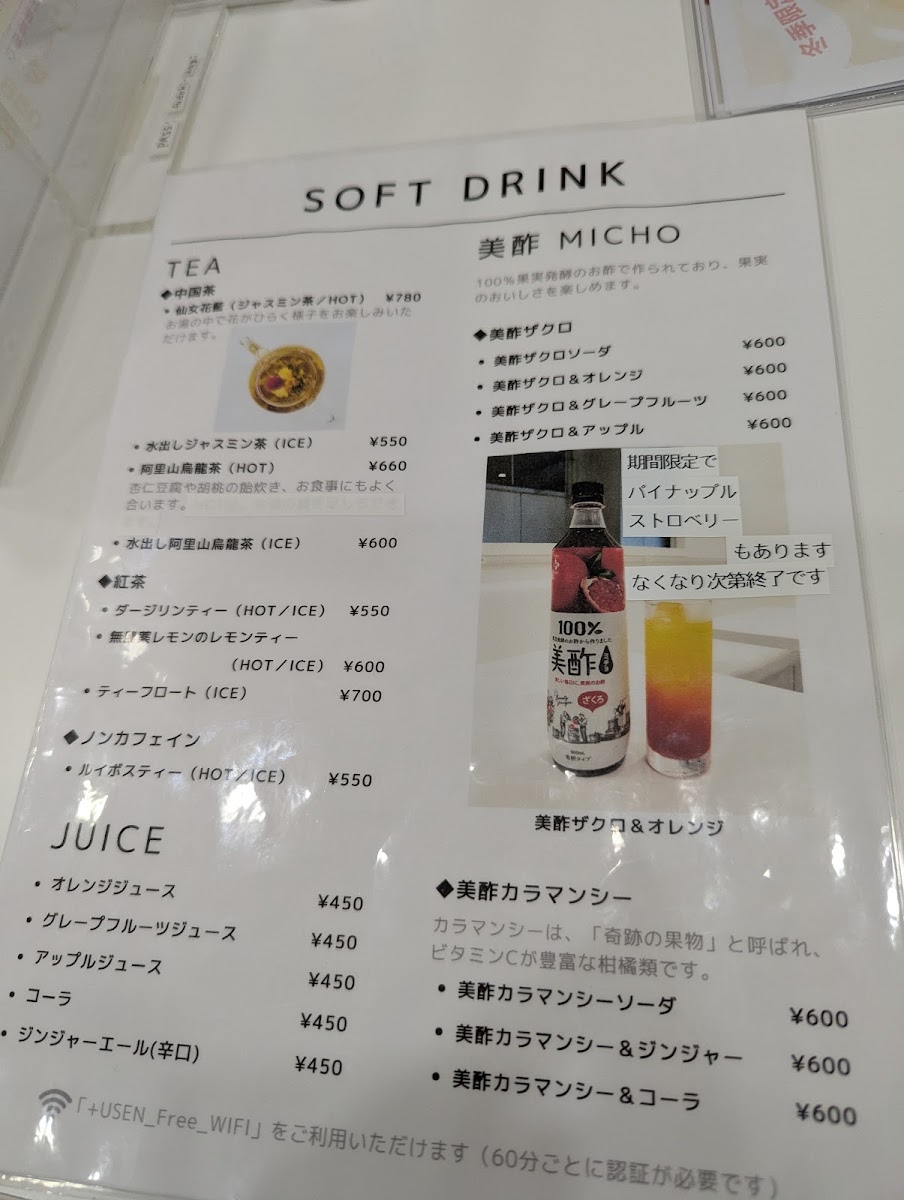 SOFT DRINK
TEA
◆中国茶
・仙女花籃（ジャスミン茶／HOT） ¥780
お湯の中で花がひらく様子をお楽しみいた
だけます。
・水出しジャスミン茶（ICE） ¥550
・阿里山烏龍茶（HOT） ¥660
杏仁豆腐や胡桃の飴炊き、お食事にもよく
合います。
・水出し阿里山烏龍茶（ICE） ¥600
◆紅茶
・ダージリンティー（HOT／ICE） ¥550
・無農薬レモンのレモンティー
（HOT／ICE） ¥600
・ティーフロート（ICE） ¥700
◆ノンカフェイン
・ルイボスティー（HOT／ICE） ¥550
JUICE
・オレンジジュース ¥450
・グレープフルーツジュース ¥450
・アップルジュース ¥450
・コーラ ¥450
・ジンジャーエール(辛口) ¥450
美酢 MICHO
100%果実発酵のお酢で作られており、果実
のおいしさを楽しめます。
◆美酢ザクロ
・美酢ザクロソーダ ¥600
・美酢ザクロ＆オレンジ ¥600
・美酢ザクロ＆グレープフルーツ ¥600
・美酢ザクロ＆アップル ¥600
期間限定で
パイナップル
ストロベリー
もあります
なくなり次第終了です
100%
美酢
ざくろ
美酢ザクロ＆オレンジ
◆美酢カラマンシー
カラマンシーは、「奇跡の果物」と呼ばれ、
ビタミンCが豊富な柑橘類です。
・美酢カラマンシーソーダ ¥600
・美酢カラマンシー＆ジンジャー ¥600
・美酢カラマンシー＆コーラ ¥600
「+USEN_Free_WIFI」をご利用いただけます（60分ごとに認証が必要です）